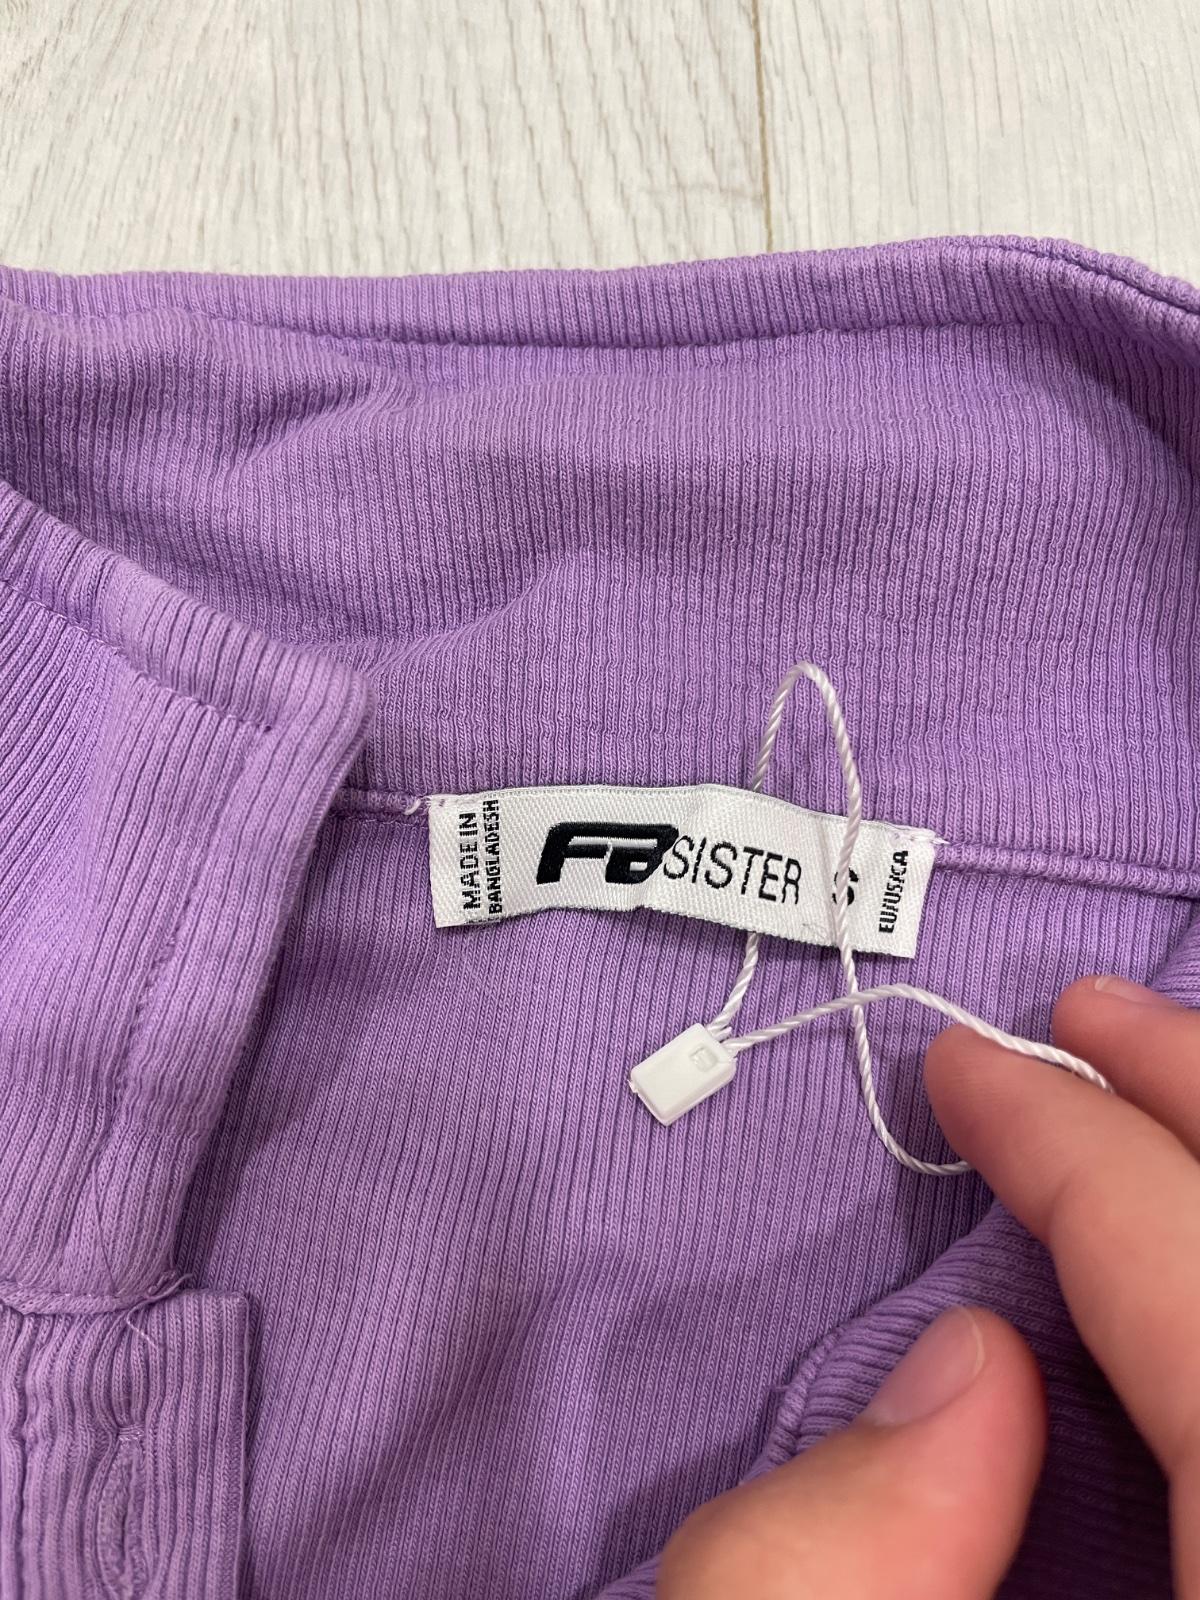 MADE IN
BANGLADESH
FB SISTER
S
EU/US/CA